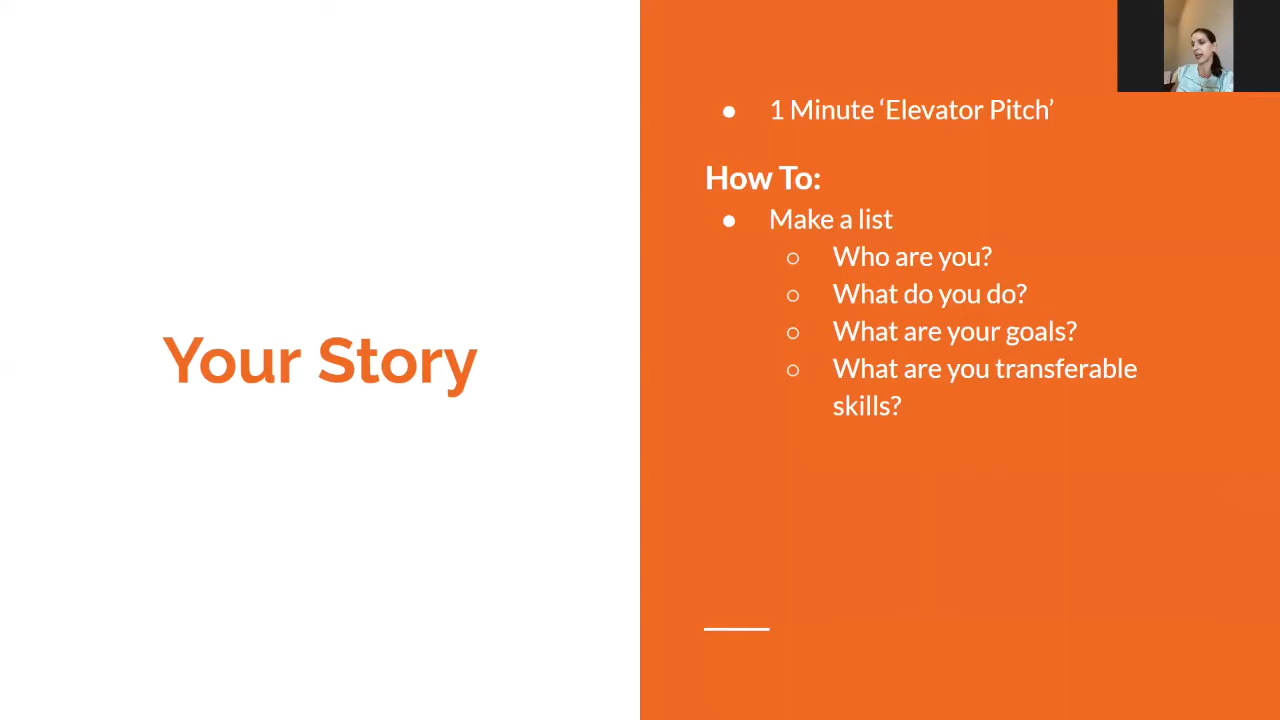 Your Story
● 1 Minute ‘Elevator Pitch’
How To:
● Make a list
○ Who are you?
○ What do you do?
○ What are your goals?
○ What are you transferable
skills?